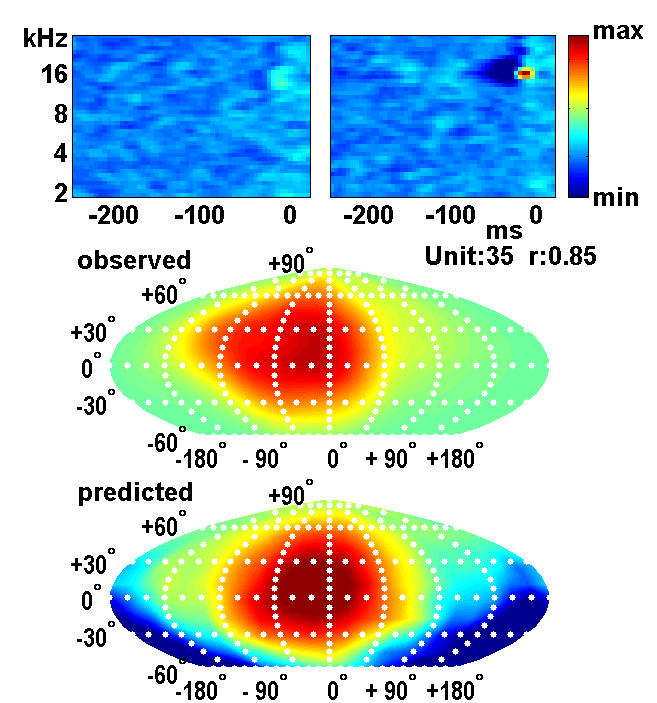 kHz
16
8
4
2
-200 -100 0
-200 -100 0
ms
max
min
Unit:35 r:0.85
observed
+90°
+60°
+30°
0°
-30°
-60°
-180° - 90° 0° + 90° +180°
predicted
+90°
+60°
+30°
0°
-30°
-60°
-180° - 90° 0° + 90° +180°